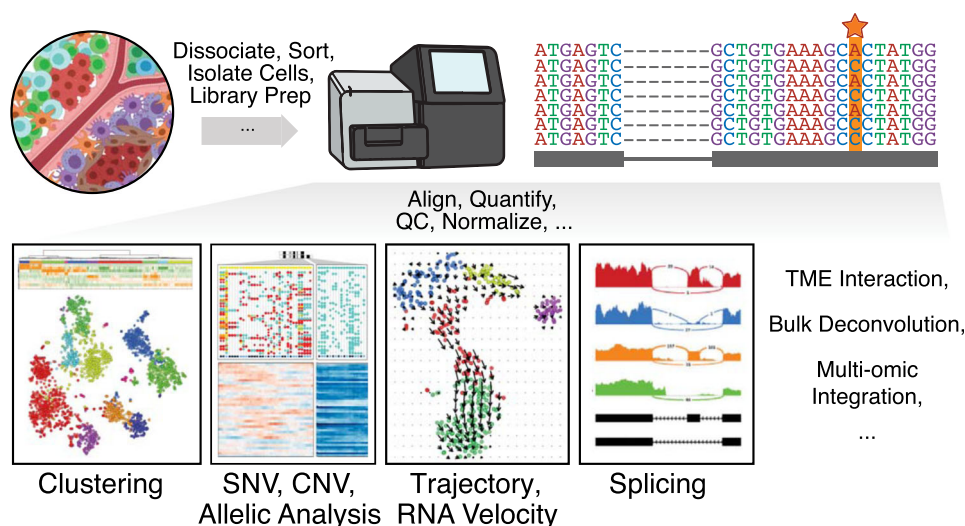 Dissociate, Sort,
Isolate Cells,
Library Prep
...
ATGAGTC-------GCTGTGAAAGCACTATGG
ATGAGTC-------GCTGTGAAAGCCCTATGG
ATGAGTC-------GCTGTGAAAGCACTATGG
ATGAGTC-------GCTGTGAAAGCACTATGG
ATGAGTC-------GCTGTGAAAGCCCTATGG
ATGAGTC-------GCTGTGAAAGCCCTATGG
ATGAGTC-------GCTGTGAAAGCCCTATGG
Align, Quantify,
QC, Normalize, ...
TME Interaction,
Bulk Deconvolution,
Multi-omic
Integration,
...
Clustering
SNV, CNV,
Allelic Analysis
Trajectory,
RNA Velocity
Splicing